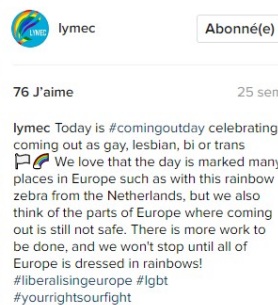 LYMEC
lymec
Abonné(e)
76 J'aime
25 sem
lymec Today is #comingoutday celebrating
coming out as gay, lesbian, bi or trans
🏳️🌈 We love that the day is marked many
places in Europe such as with this rainbow
zebra from the Netherlands, but we also
think of the parts of Europe where coming
out is still not safe. There is more work to
be done, and we won't stop until all of
Europe is dressed in rainbows!
#liberalisingeurope #lgbt
#yourrightsourfight